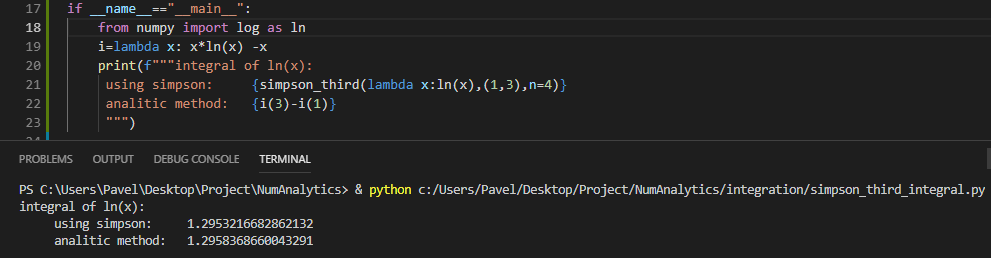 17 if __name__=="__main__":
18     from numpy import log as ln
19     i=lambda x: x*ln(x) -x
20     print(f"""integral of ln(x):
21      using simpson:     {simpson_third(lambda x:ln(x),(1,3),n=4)}
22      analitic method:   {i(3)-i(1)}
23      """)
PROBLEMS OUTPUT DEBUG CONSOLE TERMINAL
PS C:\Users\Pavel\Desktop\Project\NumAnalytics> & python c:/Users/Pavel/Desktop/Project/NumAnalytics/integration/simpson_third_integral.py
integral of ln(x):
     using simpson:     1.2953216682862132
     analitic method:   1.2958368660043291